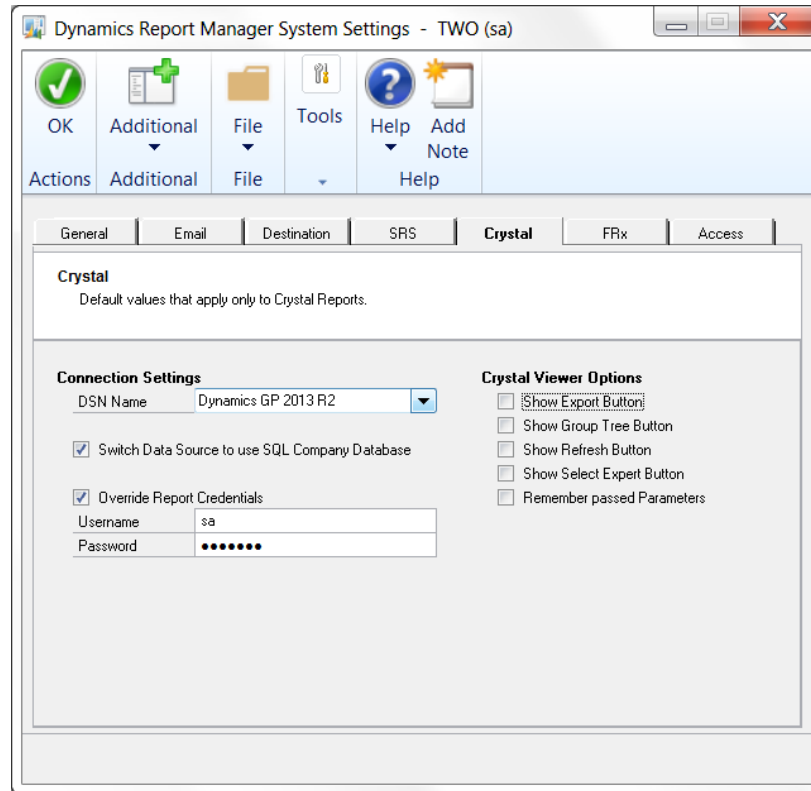 Dynamics Report Manager System Settings - TWO (sa)
OK
Additional
File
Tools
Help
Add Note
Actions
Additional
File
Help
General
Email
Destination
SRS
Crystal
FRx
Access
Crystal
Default values that apply only to Crystal Reports.
Connection Settings
DSN Name Dynamics GP 2013 R2
Switch Data Source to use SQL Company Database
Override Report Credentials
Username sa
Password •••••••
Crystal Viewer Options
Show Export Button
Show Group Tree Button
Show Refresh Button
Show Select Expert Button
Remember passed Parameters